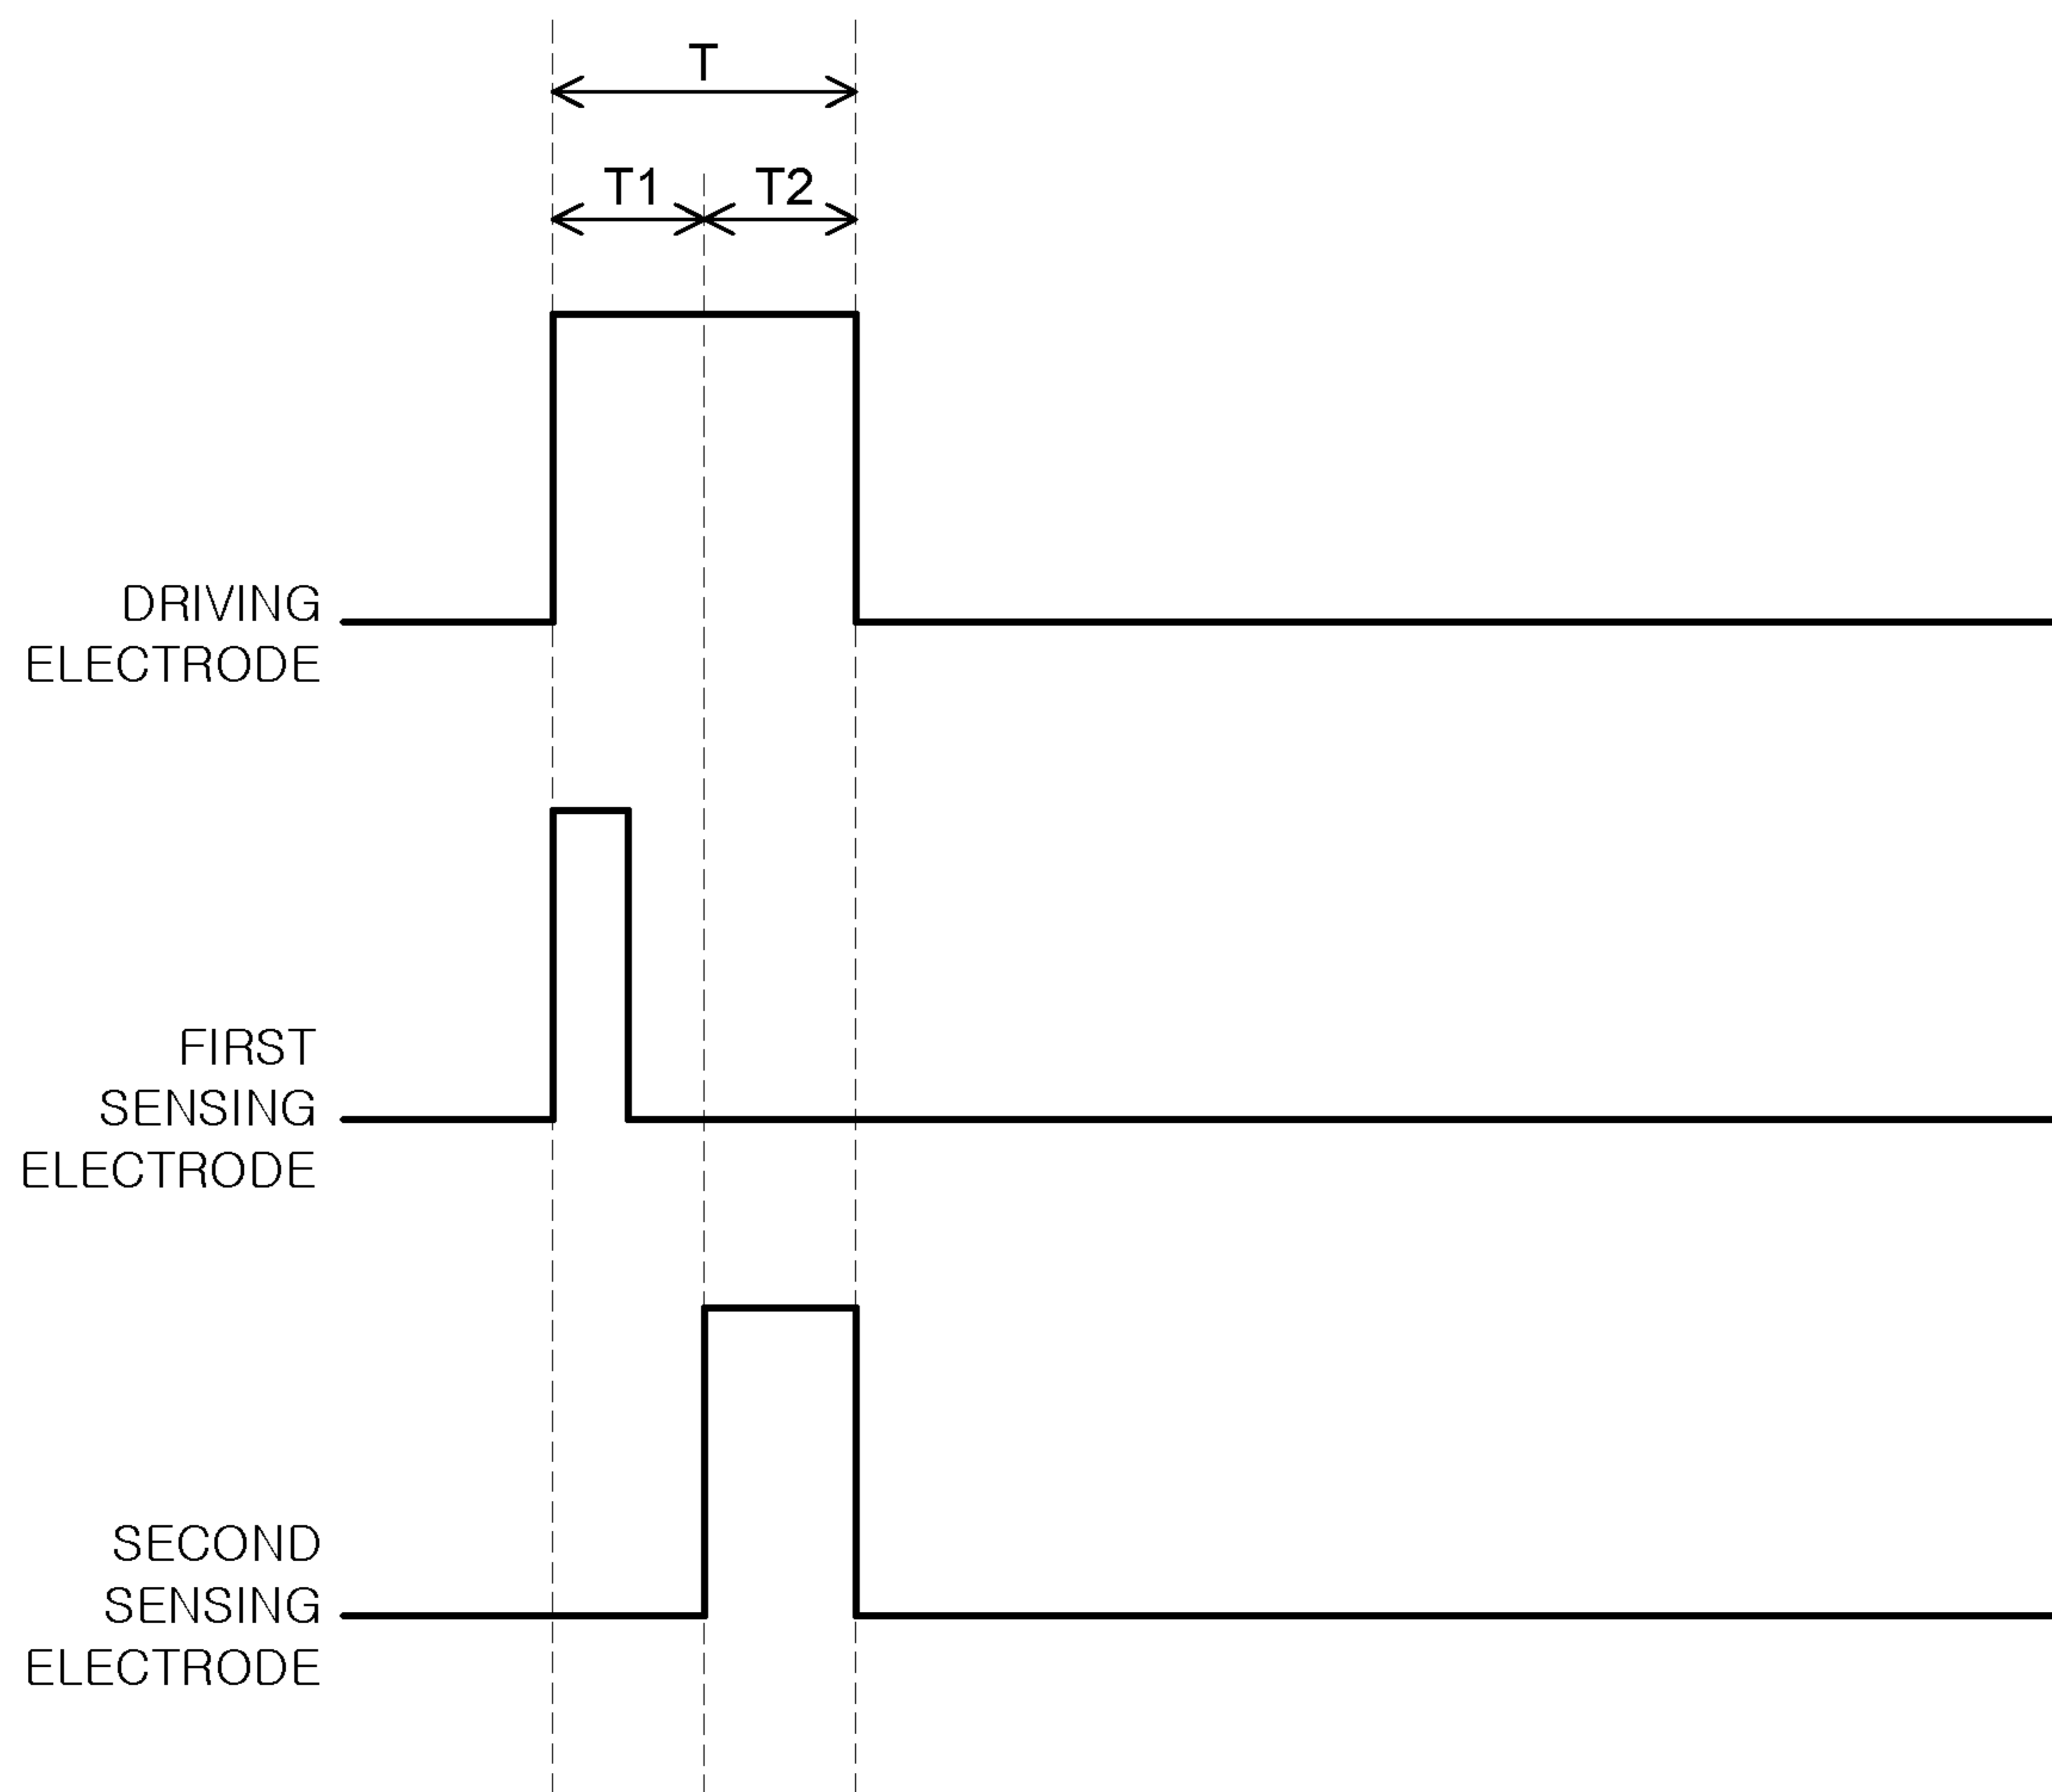 T
T1 T2
DRIVING
ELECTRODE
FIRST
SENSING
ELECTRODE
SECOND
SENSING
ELECTRODE